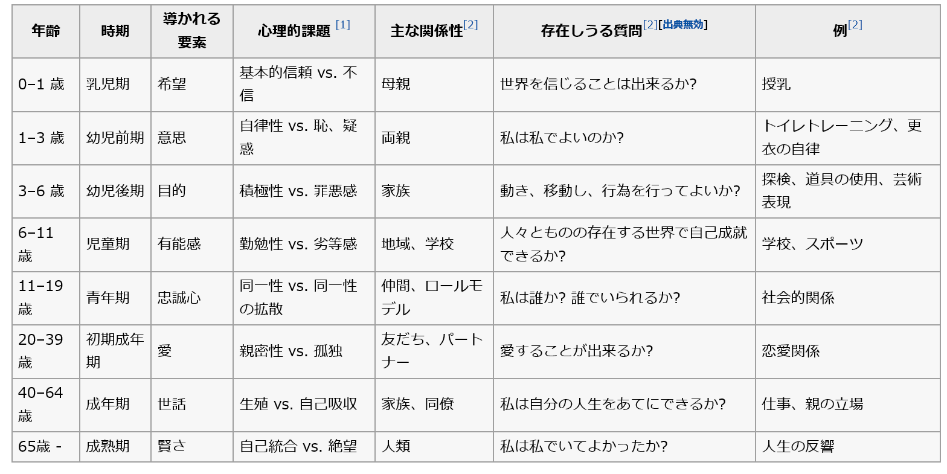 年齢 時期 導かれる要素 心理的課題 [1] 主な関係性[2] 存在しうる質問[2][出典無効] 例[2]
0–1 歳 乳児期 希望 基本的信頼 vs. 不信 母親 世界を信じることは出来るか? 授乳
1–3 歳 幼児前期 意思 自律性 vs. 恥、疑惑 両親 私は私でよいのか? トイレトレーニング、更衣の自律
3–6 歳 幼児後期 目的 積極性 vs. 罪悪感 家族 動き、移動し、行為を行ってよいか? 探検、道具の使用、芸術表現
6–11 歳 児童期 有能感 勤勉性 vs. 劣等感 地域、学校 人々とものの存在する世界で自己成就できるか? 学校、スポーツ
11–19 歳 青年期 忠誠心 同一性 vs. 同一性の拡散 仲間、ロールモデル 私は誰か? 誰でいられるか? 社会的関係
20–39 歳 初期成年期 愛 親密性 vs. 孤独 友だち、パートナー 愛することが出来るか? 恋愛関係
40–64 歳 成年期 世話 生殖 vs. 自己吸収 家族、同僚 私は自分の人生をあてにできるか? 仕事、親の立場
65歳 - 成熟期 賢さ 自己統合 vs. 絶望 人類 私は私でいてよかったか? 人生の反響